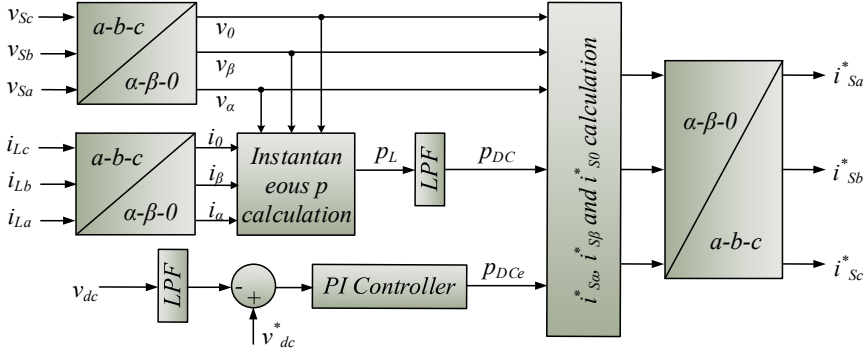 v_Sc
v_Sb
v_Sa
a-b-c
α-β-0
v_0
v_β
v_α
i_Lc
i_Lb
i_La
a-b-c
α-β-0
i_0
i_β
i_α
Instantan
eous p
calculation
p_L
LPF
p_DC
v_dc
LPF
-
+
v*_dc
PI Controller
p_DCe
i*_Sα, i*_Sβ and i*_S0 calculation
α-β-0
a-b-c
i*_Sa
i*_Sb
i*_Sc